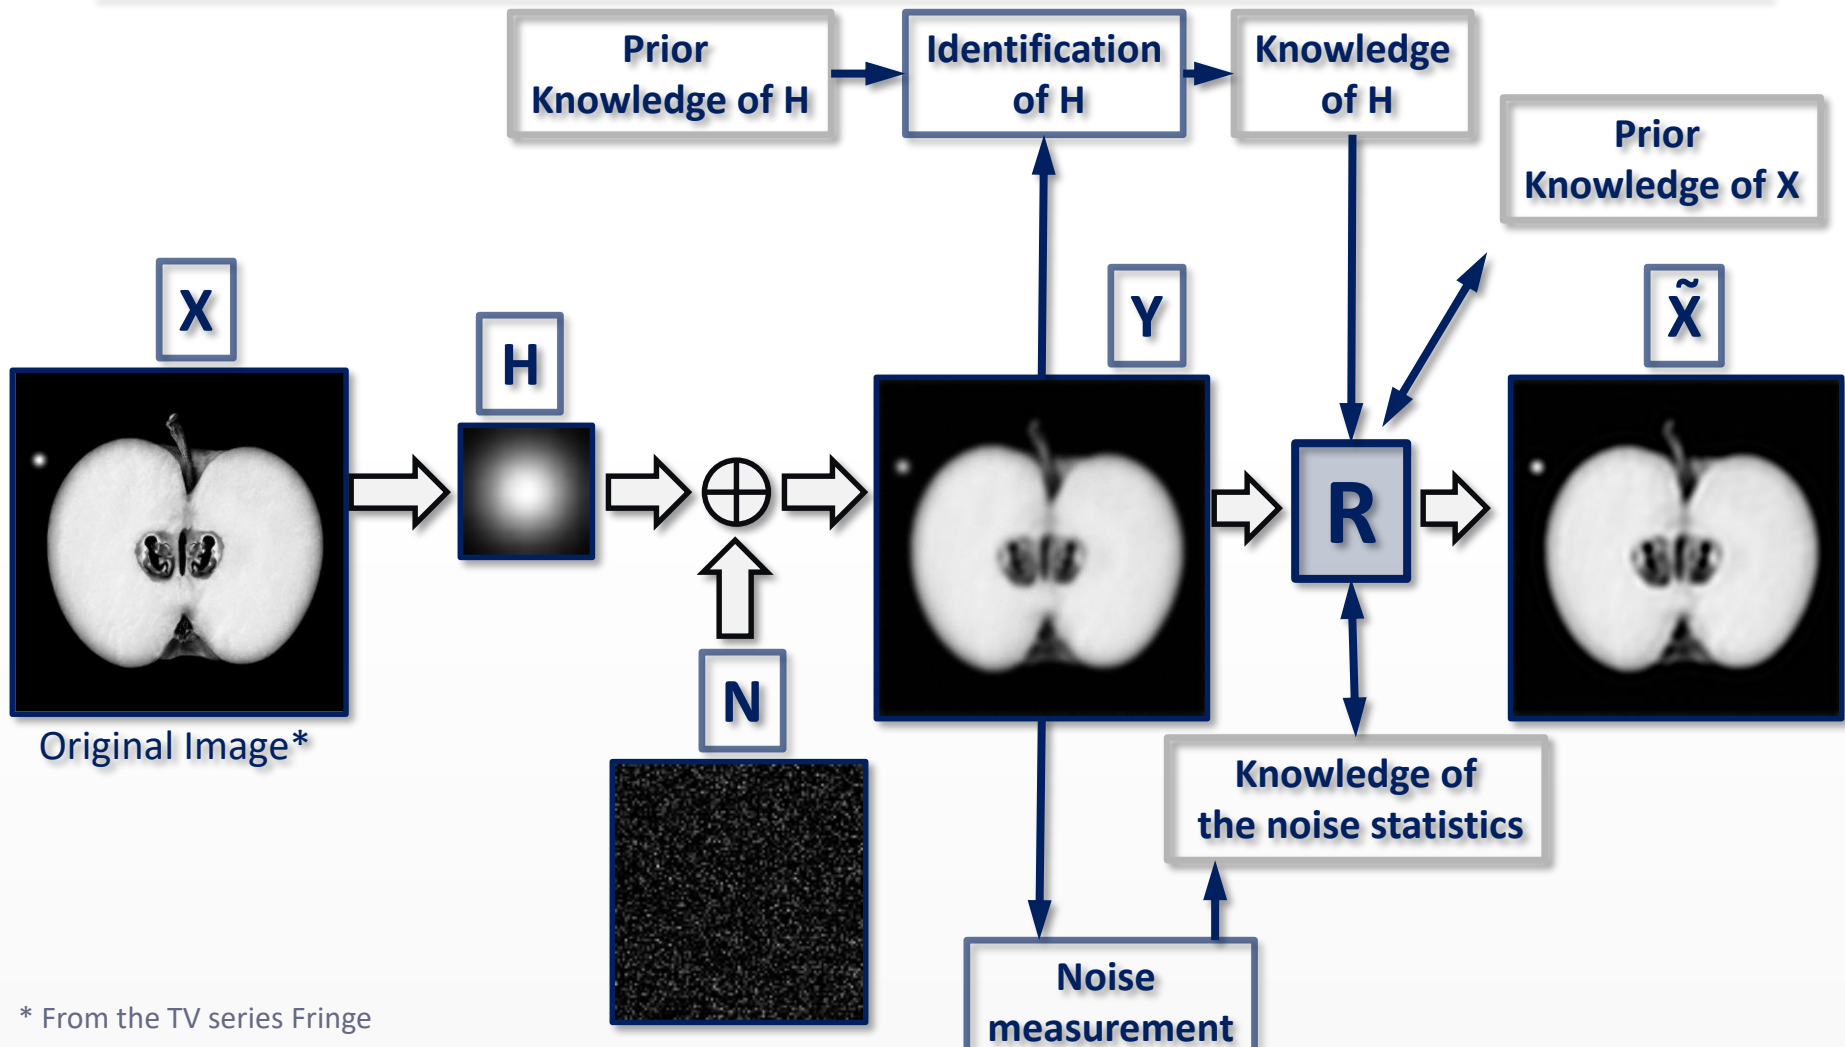 Prior
Knowledge of H
Identification
of H
Knowledge
of H
Prior
Knowledge of X
X
H
Y
X̃
R
N
Original Image*
Knowledge of
the noise statistics
Noise
measurement
* From the TV series Fringe